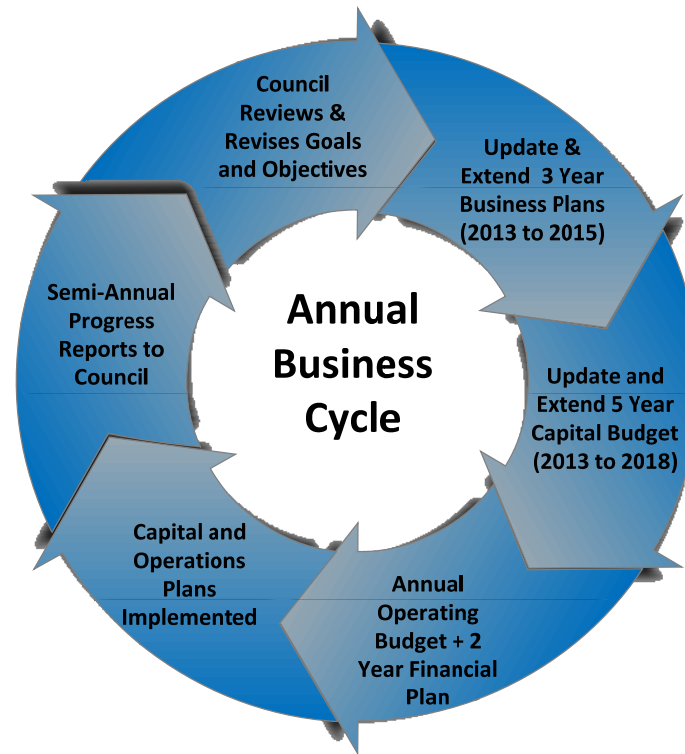 Council
Reviews &
Revises Goals
and Objectives
Update &
Extend 3 Year
Business Plans
(2013 to 2015)
Update and
Extend 5 Year
Capital Budget
(2013 to 2018)
Annual
Operating
Budget + 2
Year Financial
Plan
Capital and
Operations
Plans
Implemented
Semi-Annual
Progress
Reports to
Council
Annual
Business
Cycle